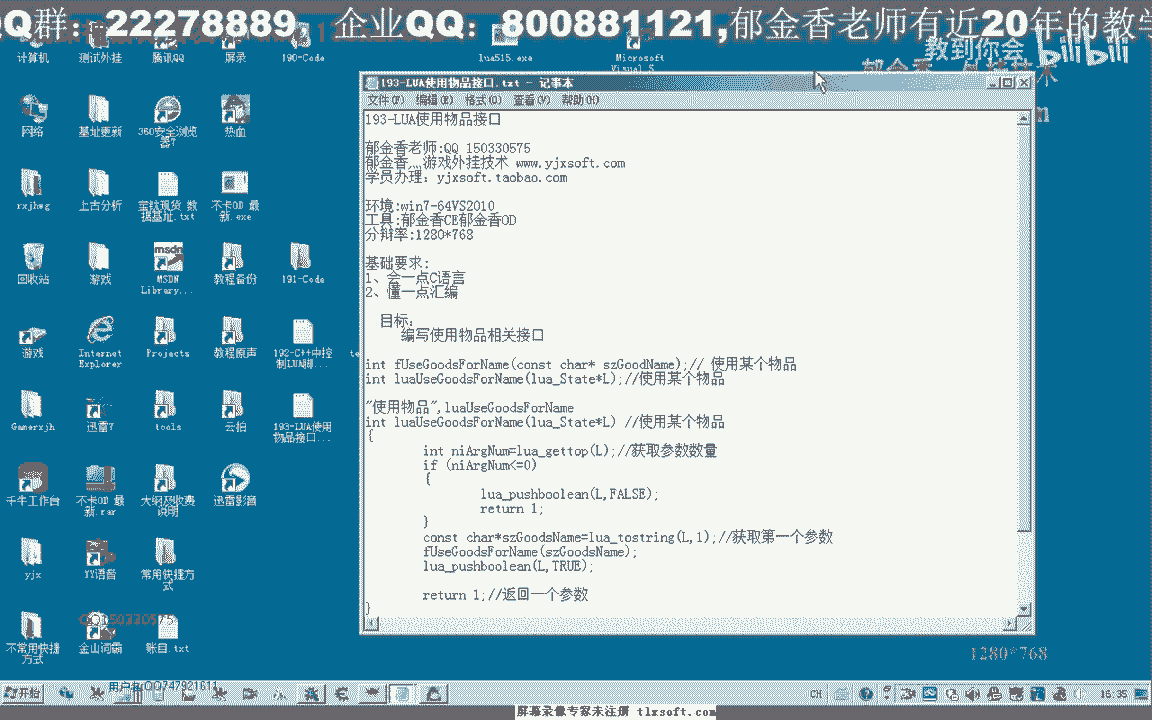 QQ群：22278889 企业QQ：800881121,郁金香老师有近20年的教学
教到你会 bilibili
计算机
测试外挂
腾讯QQ
屏录
190-Code
lua515.exe
Microsoft
Visual S
网络
基址更新
360安全浏览
器7
热血
rxjhwg
上古分析
不卡OD 最
新.exe
回收站
游戏
MSDN
Library...
教程备份
191-Code
游戏
Internet
Explorer
Projects
教程原声
192-C++中控
制LUA脚...
Gamerxjh
迅雷7
tools
云拍
193-LUA使用
物品接口...
千牛工作台
不卡OD 最
新.rar
大纲及收费
说明
迅雷影音
yjx
YY语音
常用快捷方
式
不常用快捷
方式
金山词霸
账目.txt
193-LUA使用物品接口.txt - 记事本
文件(F) 编辑(E) 格式(O) 查看(V) 帮助(H)
193-LUA使用物品接口
郁金香老师:QQ 150330575
郁金香灬游戏外挂技术 www.yjxsoft.com
学员办理：yjxsoft.taobao.com
环境:win7-64VS2010
工具:郁金香CE郁金香OD
分辩率:1280*768
基础要求:
1、会一点C语言
2、懂一点汇编
目标:
编写使用物品相关接口
int fUseGoodsForName(const char* szGoodName);// 使用某个物品
int luaUseGoodsForName(lua_State*L);//使用某个物品
"使用物品",luaUseGoodsForName
int luaUseGoodsForName(lua_State*L) //使用某个物品
{
int niArgNum=lua_gettop(L);//获取参数数量
if (niArgNum<=0)
{
lua_pushboolean(L,FALSE);
return 1;
}
const char*szGoodsName=lua_tostring(L,1);//获取第一个参数
fUseGoodsForName(szGoodsName);
lua_pushboolean(L,TRUE);
return 1;//返回一个参数
}
1280*768
开始
CH
16:35
屏幕录像专家未注册 tlxsoft.com